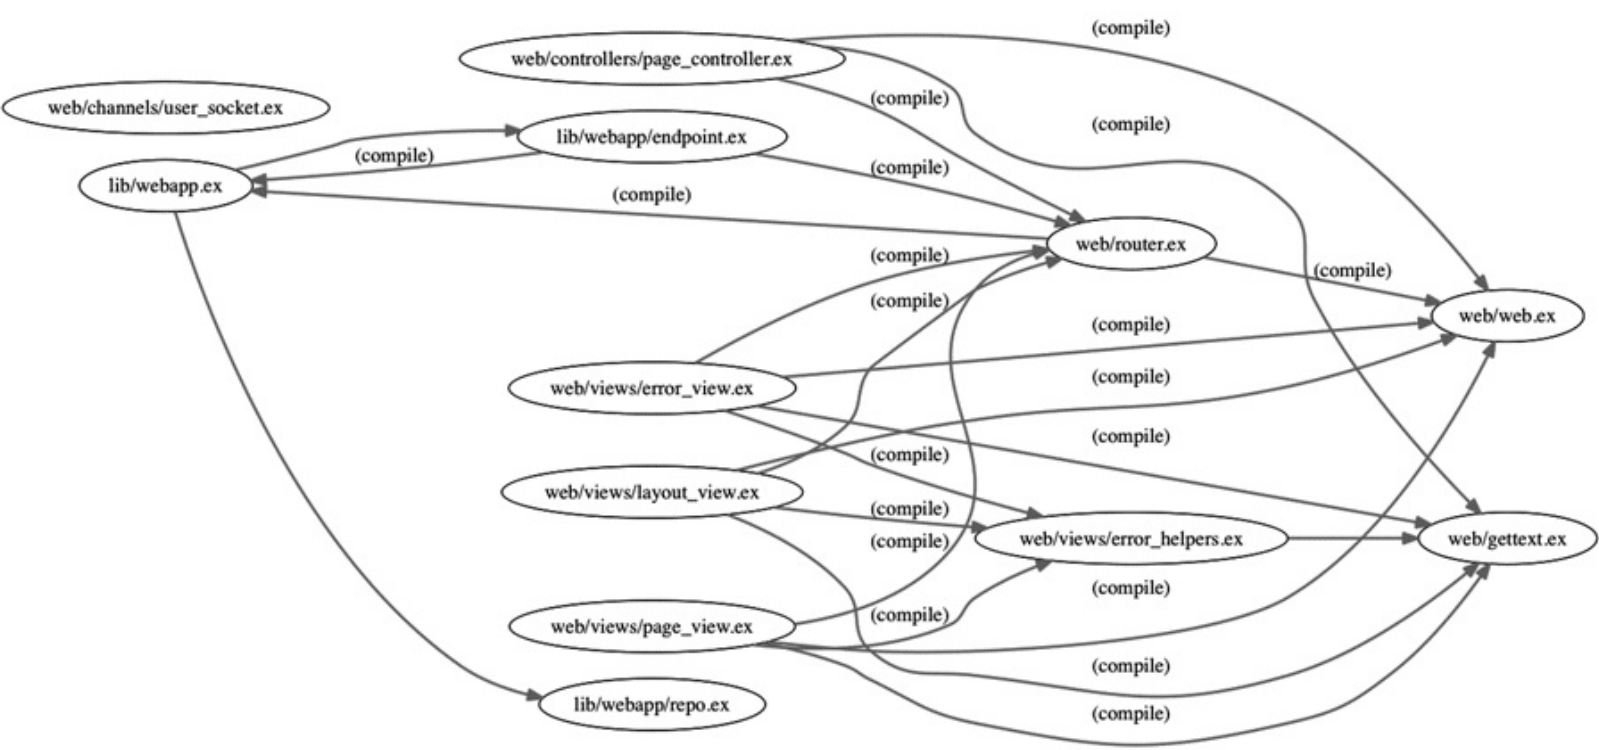 (compile)
web/controllers/page_controller.ex
(compile)
web/channels/user_socket.ex
(compile)
lib/webapp/endpoint.ex
(compile)
(compile)
lib/webapp.ex
(compile)
web/router.ex
(compile)
(compile)
(compile)
web/web.ex
(compile)
(compile)
web/views/error_view.ex
(compile)
(compile)
web/views/layout_view.ex
(compile)
(compile)
web/views/error_helpers.ex
web/gettext.ex
(compile)
(compile)
web/views/page_view.ex
(compile)
lib/webapp/repo.ex
(compile)